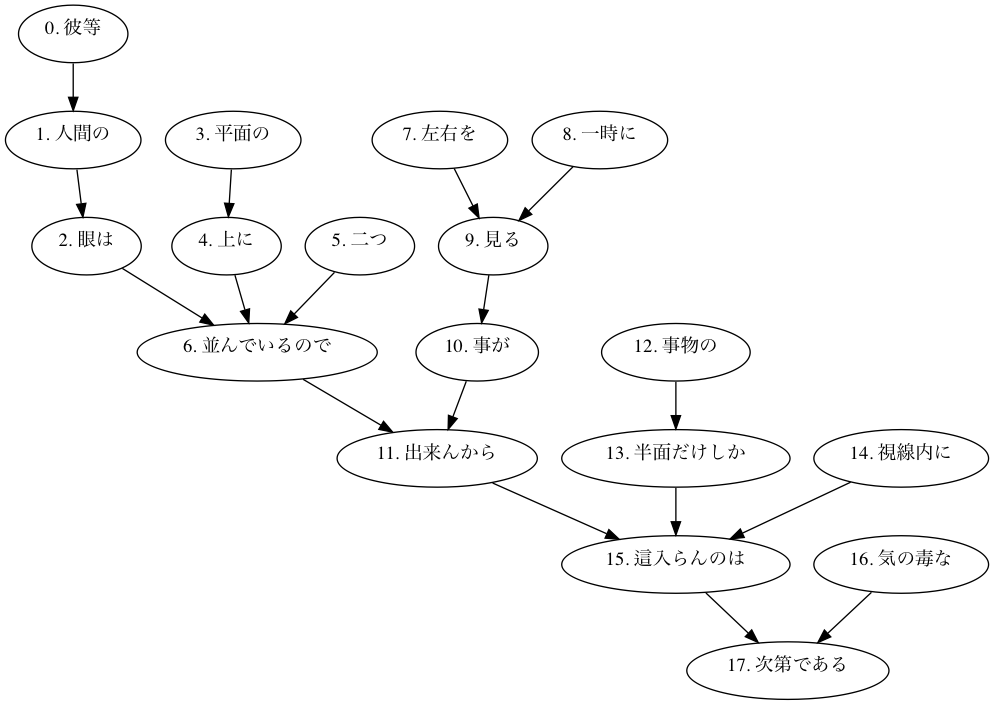 0. 彼等
1. 人間の
3. 平面の
7. 左右を
8. 一時に
2. 眼は
4. 上に
5. 二つ
9. 見る
6. 並んでいるので
10. 事が
12. 事物の
11. 出来んから
13. 半面だけしか
14. 視線内に
15. 這入らんのは
16. 気の毒な
17. 次第である